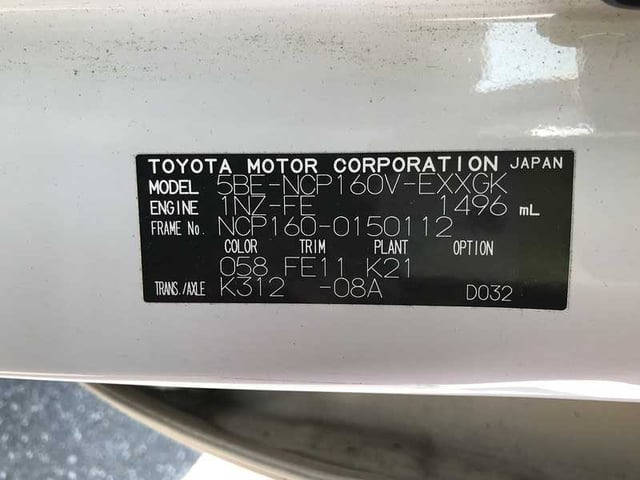 TOYOTA MOTOR CORPORATION JAPAN
MODEL 5BE-NCP160V-EXXGK
ENGINE 1NZ-FE 1496 mL
FRAME No. NCP160-0150112
COLOR TRIM PLANT OPTION
058 FE11 K21
TRANS./AXLE K312 -08A D032